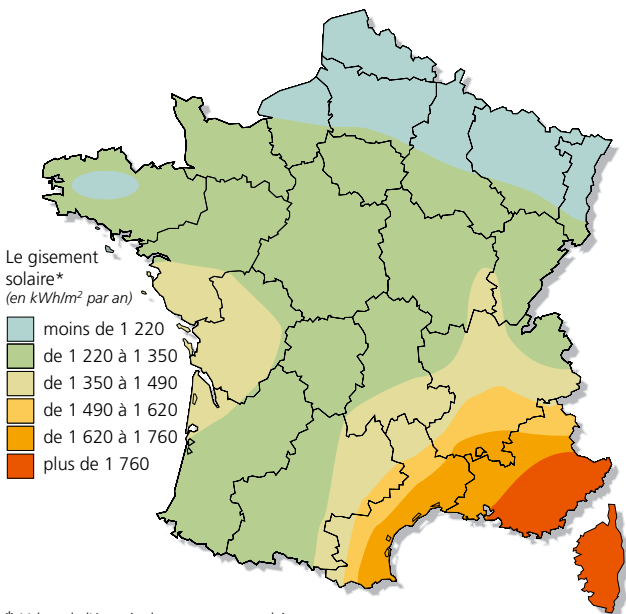 Le gisement
solaire*
(en kWh/m² par an)
moins de 1 220
de 1 220 à 1 350
de 1 350 à 1 490
de 1 490 à 1 620
de 1 620 à 1 760
plus de 1 760